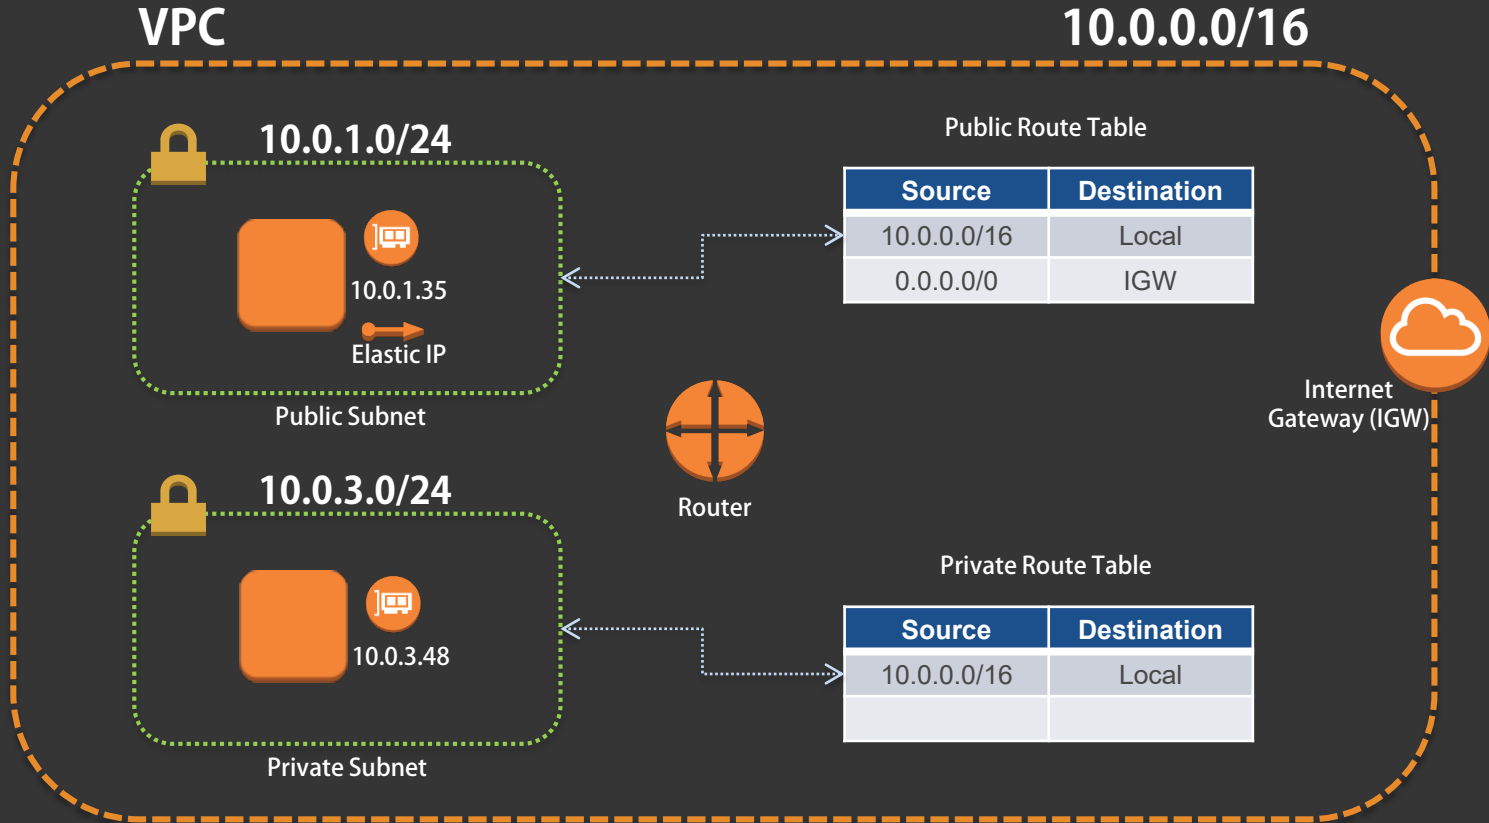 VPC
10.0.0.0/16
10.0.1.0/24
10.0.1.35
Elastic IP
Public Subnet
Public Route Table
Source Destination
10.0.0.0/16 Local
0.0.0.0/0 IGW
Internet
Gateway (IGW)
Router
10.0.3.0/24
10.0.3.48
Private Subnet
Private Route Table
Source Destination
10.0.0.0/16 Local